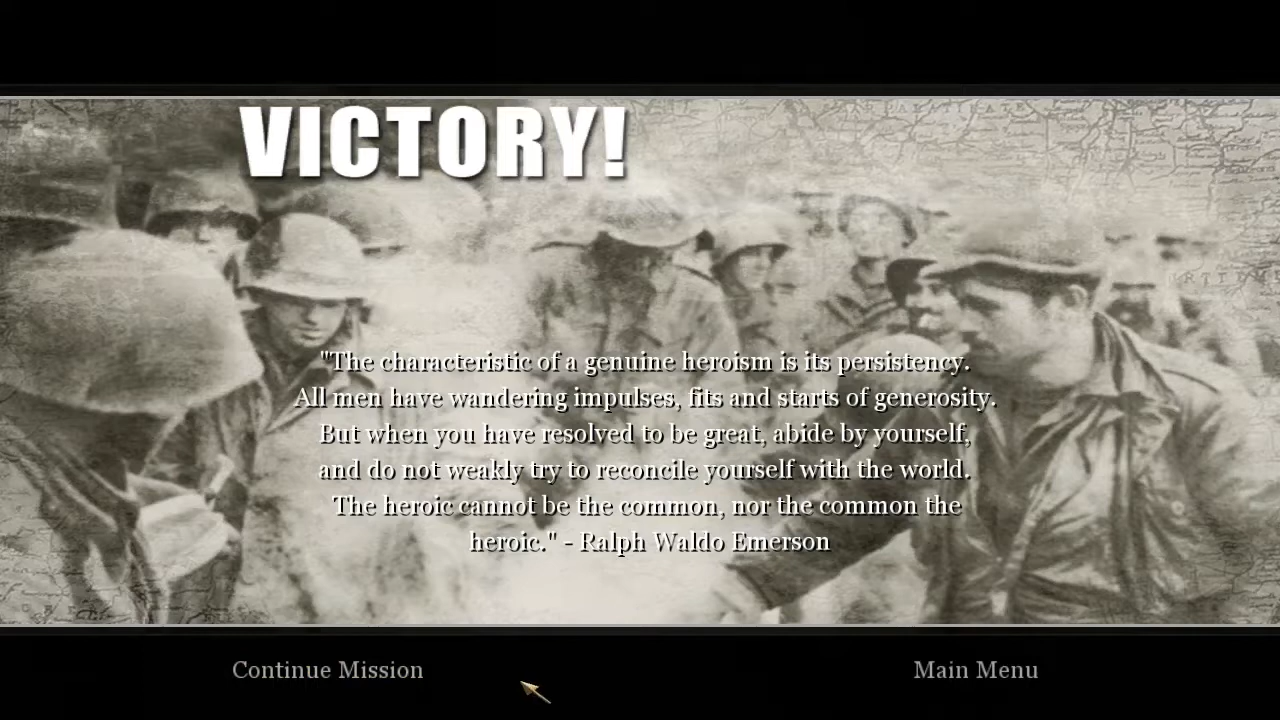 VICTORY!
"The characteristic of a genuine heroism is its persistency.
All men have wandering impulses, fits and starts of generosity.
But when you have resolved to be great, abide by yourself,
and do not weakly try to reconcile yourself with the world.
The heroic cannot be the common, nor the common the
heroic." - Ralph Waldo Emerson
Continue Mission
Main Menu